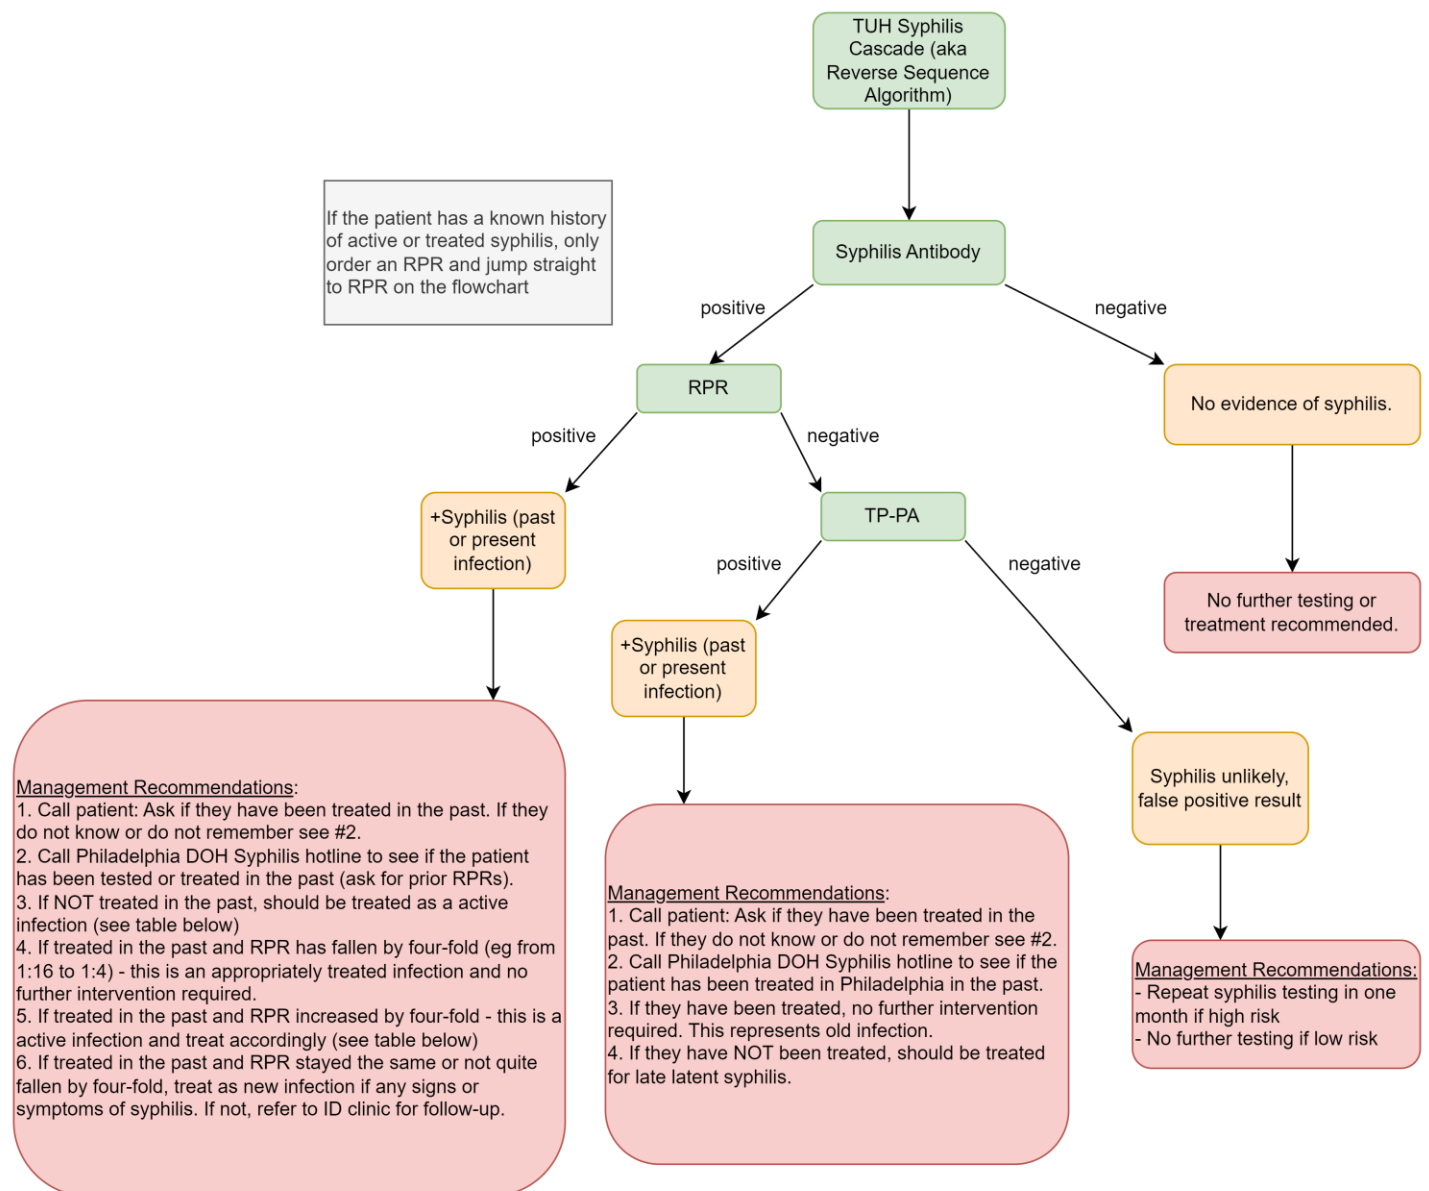 TUH Syphilis
Cascade (aka
Reverse Sequence
Algorithm)
If the patient has a known history
of active or treated syphilis, only
order an RPR and jump straight
to RPR on the flowchart
Syphilis Antibody
positive
negative
RPR
No evidence of syphilis.
positive
negative
+Syphilis (past
or present
infection)
TP-PA
positive
negative
No further testing or
treatment recommended.
+Syphilis (past
or present
infection)
Syphilis unlikely,
false positive result
Management Recommendations:
1. Call patient: Ask if they have been treated in the past. If they
do not know or do not remember see #2.
2. Call Philadelphia DOH Syphilis hotline to see if the patient
has been tested or treated in the past (ask for prior RPRs).
3. If NOT treated in the past, should be treated as a active
infection (see table below)
4. If treated in the past and RPR has fallen by four-fold (eg from
1:16 to 1:4) - this is an appropriately treated infection and no
further intervention required.
5. If treated in the past and RPR increased by four-fold - this is a
active infection and treat accordingly (see table below)
6. If treated in the past and RPR stayed the same or not quite
fallen by four-fold, treat as new infection if any signs or
symptoms of syphilis. If not, refer to ID clinic for follow-up.
Management Recommendations:
1. Call patient: Ask if they have been treated in the
past. If they do not know or do not remember see #2.
2. Call Philadelphia DOH Syphilis hotline to see if the
patient has been treated in Philadelphia in the past.
3. If they have been treated, no further intervention
required. This represents old infection.
4. If they have NOT been treated, should be treated
for late latent syphilis.
Management Recommendations:
- Repeat syphilis testing in one
month if high risk
- No further testing if low risk